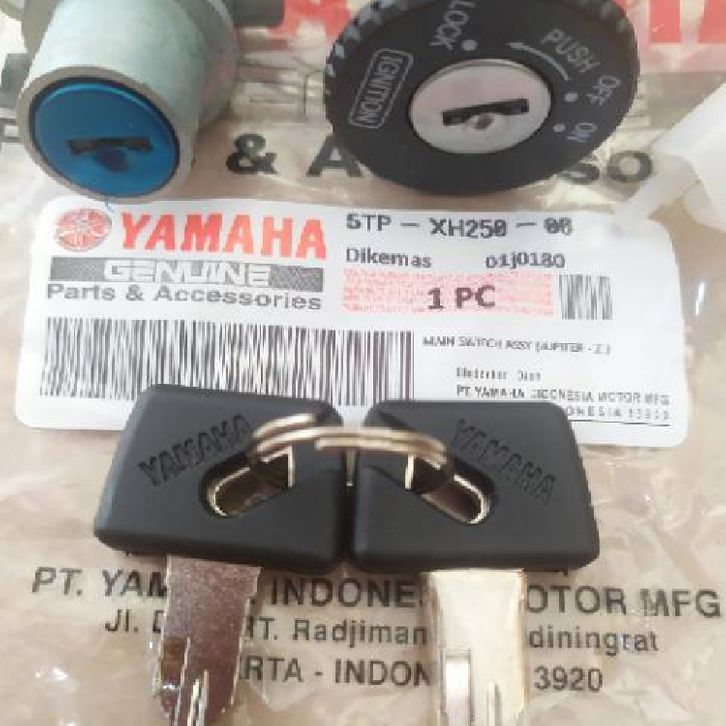 LOCK
PUSH
OFF
ON
IGNITION
& A
YAMAHA
GENUINE
Parts & Accessories
5TP - XH250 - 00
Dikemas 01j0180
1 PC
MAIN SWITCH ASSY (JUPITER - Z)
PT. YAMAHA INDONESIA MOTOR MFG
YAMAHA
YAMAHA
PT. YAM INDONE OTOR MFG
Jl. D RT. Radjiman diningrat
RTA - INDON 3920